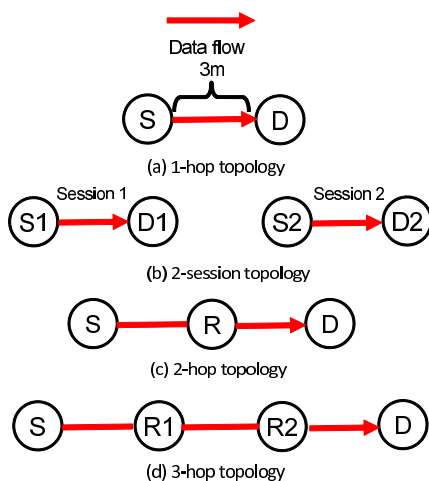 Data flow
3m
S D
(a) 1-hop topology
Session 1 Session 2
S1 D1 S2 D2
(b) 2-session topology
S R D
(c) 2-hop topology
S R1 R2 D
(d) 3-hop topology